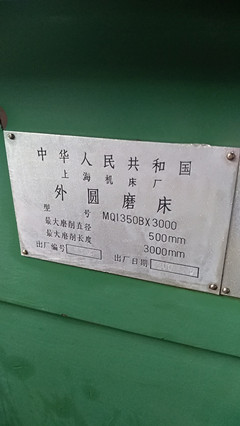 中华人民共和国
上海机床厂
外圆磨床
型号 MQ1350BX3000
最大磨削直径 500mm
最大磨削长度 3000mm
出厂编号 出厂日期